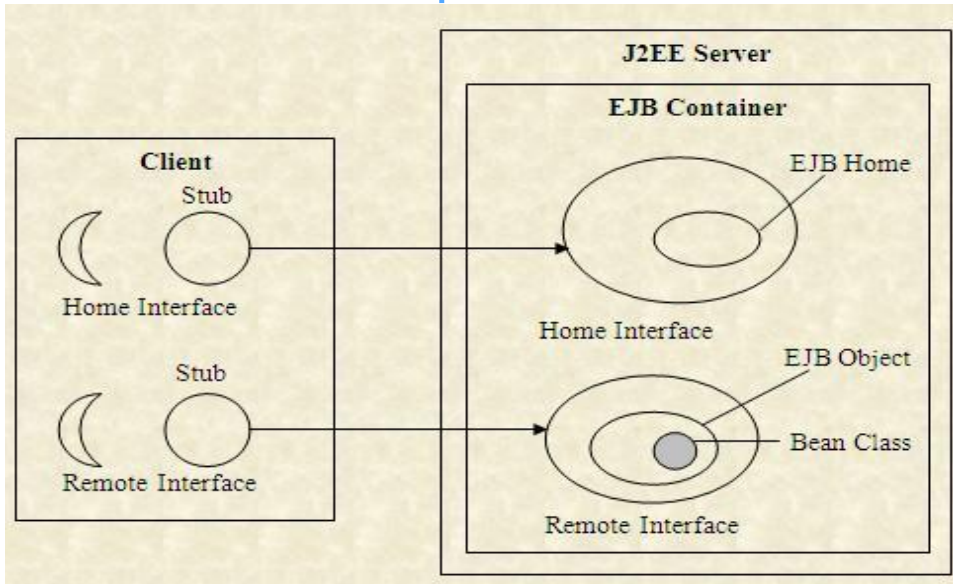 J2EE Server
EJB Container
Client
Stub
Home Interface
Stub
Remote Interface
EJB Home
Home Interface
EJB Object
Bean Class
Remote Interface